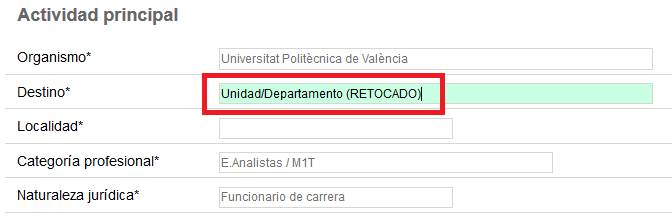 Actividad principal
Organismo* Universitat Politècnica de València
Destino* Unidad/Departamento (RETOCADO)
Localidad*
Categoría profesional* E.Analistas / M1T
Naturaleza jurídica* Funcionario de carrera